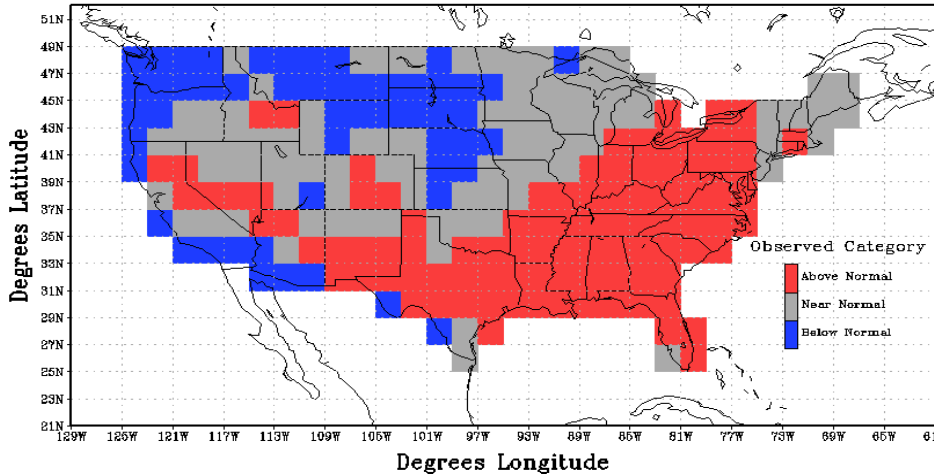 51N
49N
47N
45N
43N
41N
39N
37N
35N
33N
31N
29N
27N
25N
23N
21N
Degrees Latitude
Observed Category
Above Normal
Near Normal
Below Normal
129W 125W 121W 117W 113W 109W 105W 101W 97W 93W 89W 85W 81W 77W 73W 69W 65W 61
Degrees Longitude